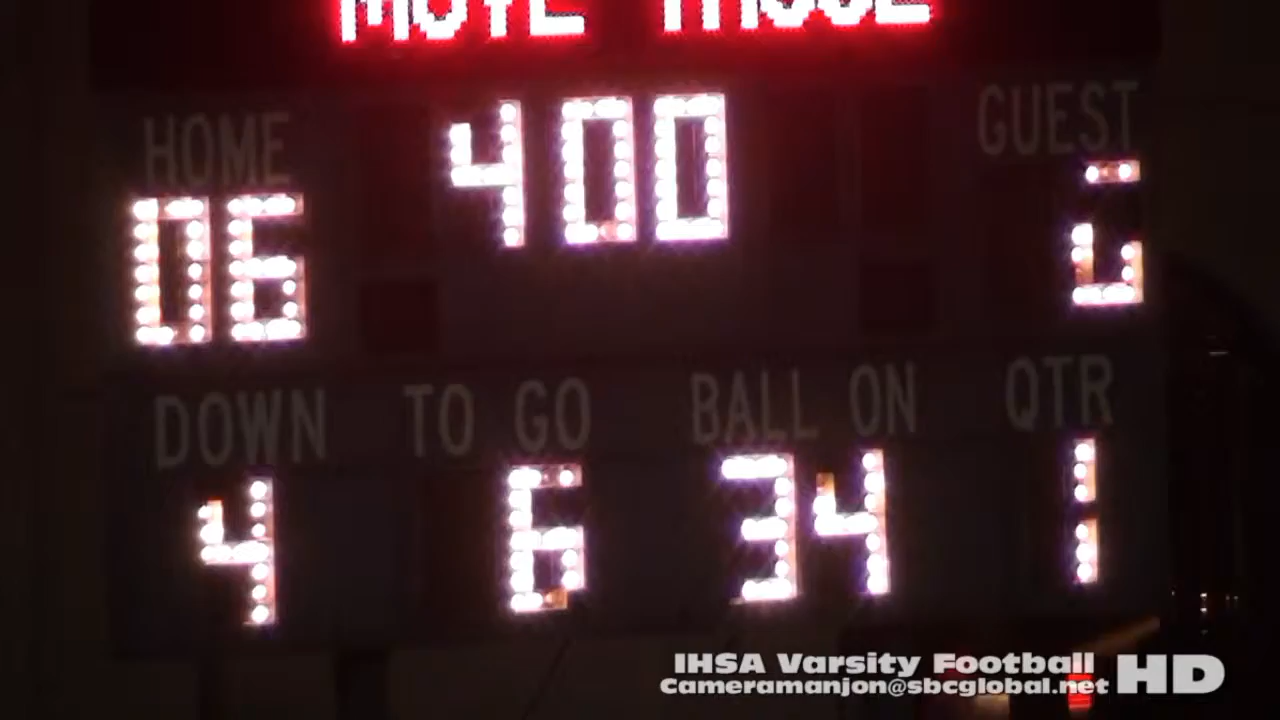 HOME 400 GUEST
06
DOWN TO GO BALL ON QTR
4 6 34 1
IHSA Varsity Football HD
Cameramanjon@sbcglobal.net